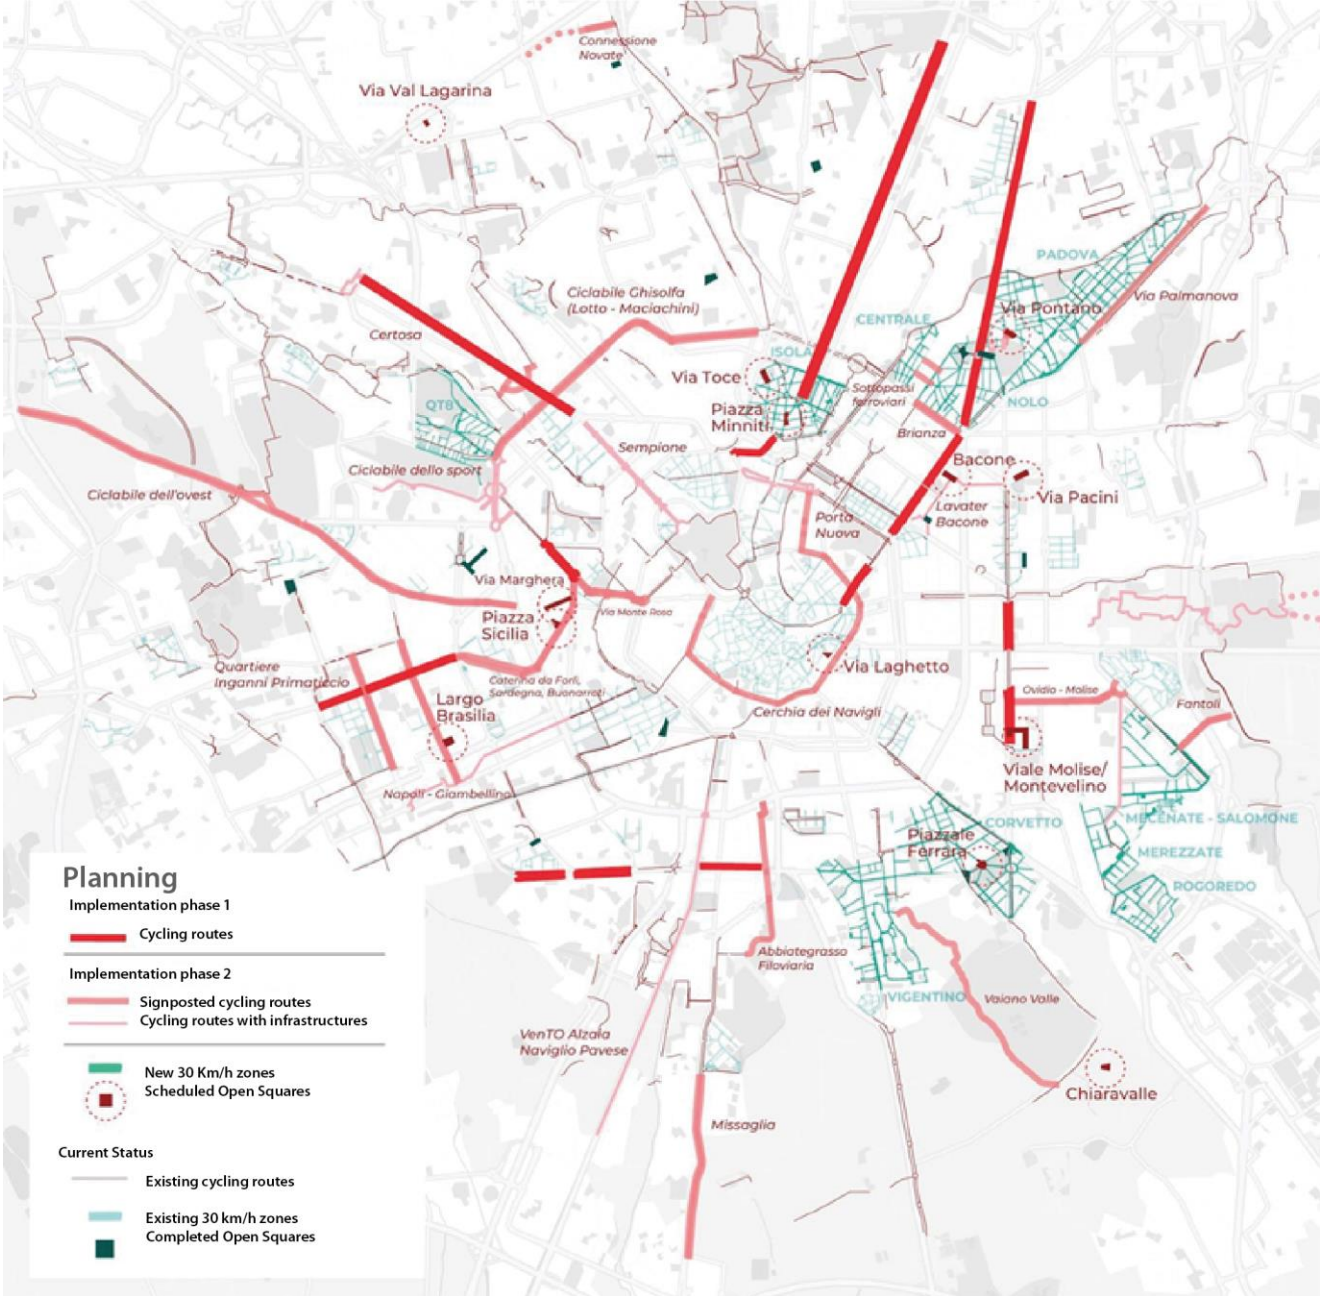 Connessione
Novate
Via Val Lagarina
PADOVA
Ciclabile Ghisolfa
(Lotto - Maciachini)
Via Palmanova
Via Pontano
CENTRALE
Certosa
ISOLA
Via Toce
Sottopassi
ferroviari
QT8
NOLO
Piazza
Minniti
Brianza
Sempione
Bacone
Ciclabile dello sport
Ciclabile dell'ovest
Via Pacini
Lavater
Bacone
Porta
Nuova
Via Marghera
Via Monte Rosa
Piazza
Sicilia
Via Laghetto
Quartiere
Inganni Primaticcio
Caterina da Forlì,
Sardegna, Buonarroti
Ovidio - Molise
Fantoli
Largo
Brasilia
Cerchia dei Navigli
Viale Molise/
Montevelino
Napoli - Giambellino
CORVETTO
MECENATE - SALOMONE
Piazzale
Ferrara
MEREZZATE
ROGOREDO
Abbiategrasso
Filoviaria
VIGENTINO
Vaiano Valle
VenTO Alzaia
Naviglio Pavese
Chiaravalle
Missaglia
Planning
Implementation phase 1
Cycling routes
Implementation phase 2
Signposted cycling routes
Cycling routes with infrastructures
New 30 Km/h zones
Scheduled Open Squares
Current Status
Existing cycling routes
Existing 30 km/h zones
Completed Open Squares